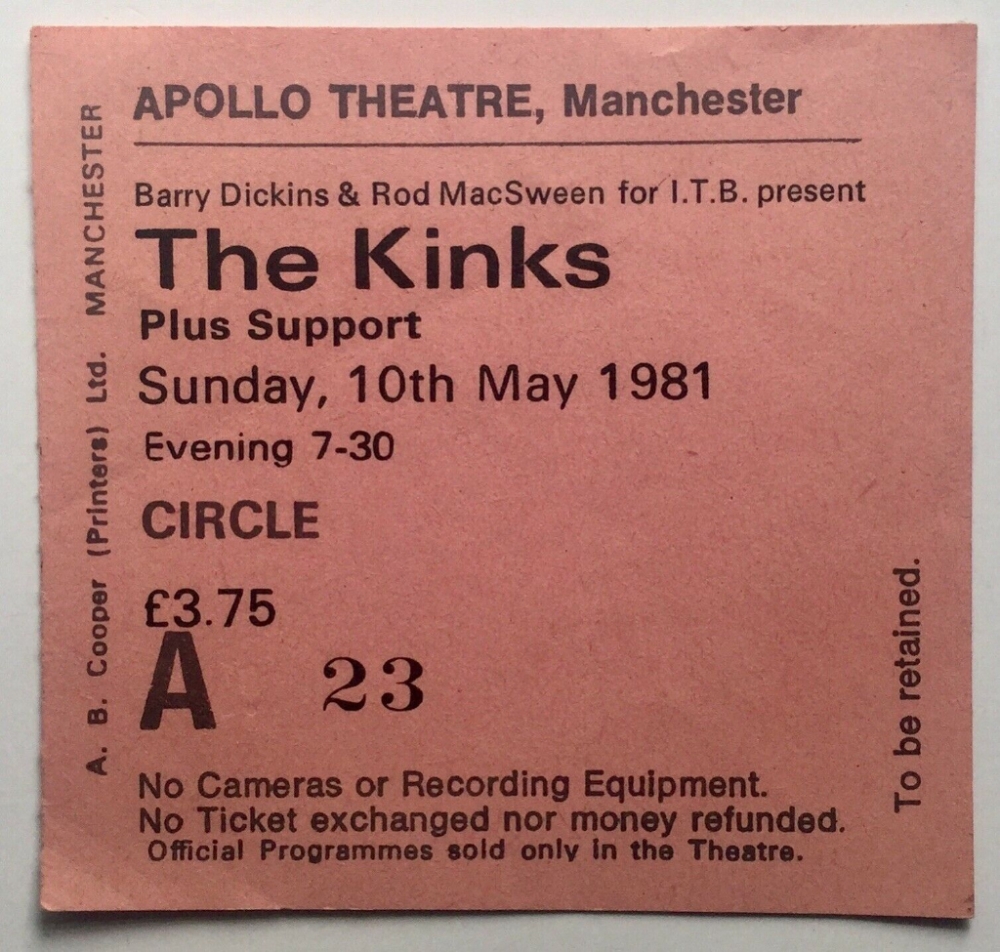 APOLLO THEATRE, Manchester
Barry Dickins & Rod MacSween for I.T.B. present
The Kinks
Plus Support
Sunday, 10th May 1981
Evening 7-30
CIRCLE
£3.75
A 23
No Cameras or Recording Equipment.
No Ticket exchanged nor money refunded.
Official Programmes sold only in the Theatre.
A. B. Cooper (Printers) Ltd. MANCHESTER
To be retained.